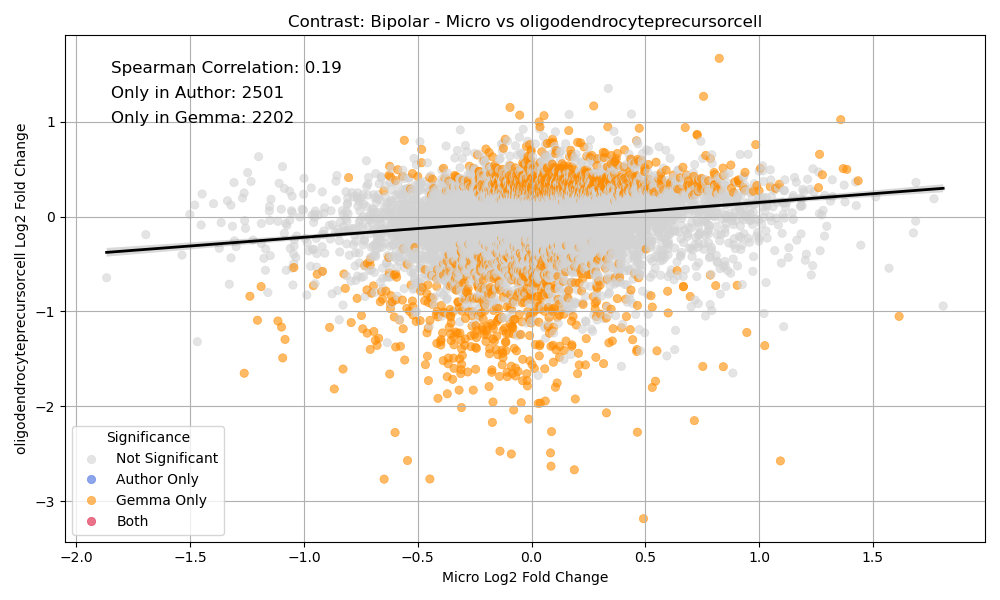 Contrast: Bipolar - Micro vs oligodendrocyteprecursorcell
Spearman Correlation: 0.19
Only in Author: 2501
Only in Gemma: 2202
oligodendrocyteprecursorcell Log2 Fold Change
1
0
−1
−2
−3
Significance
Not Significant
Author Only
Gemma Only
Both
−2.0 −1.5 −1.0 −0.5 0.0 0.5 1.0 1.5
Micro Log2 Fold Change